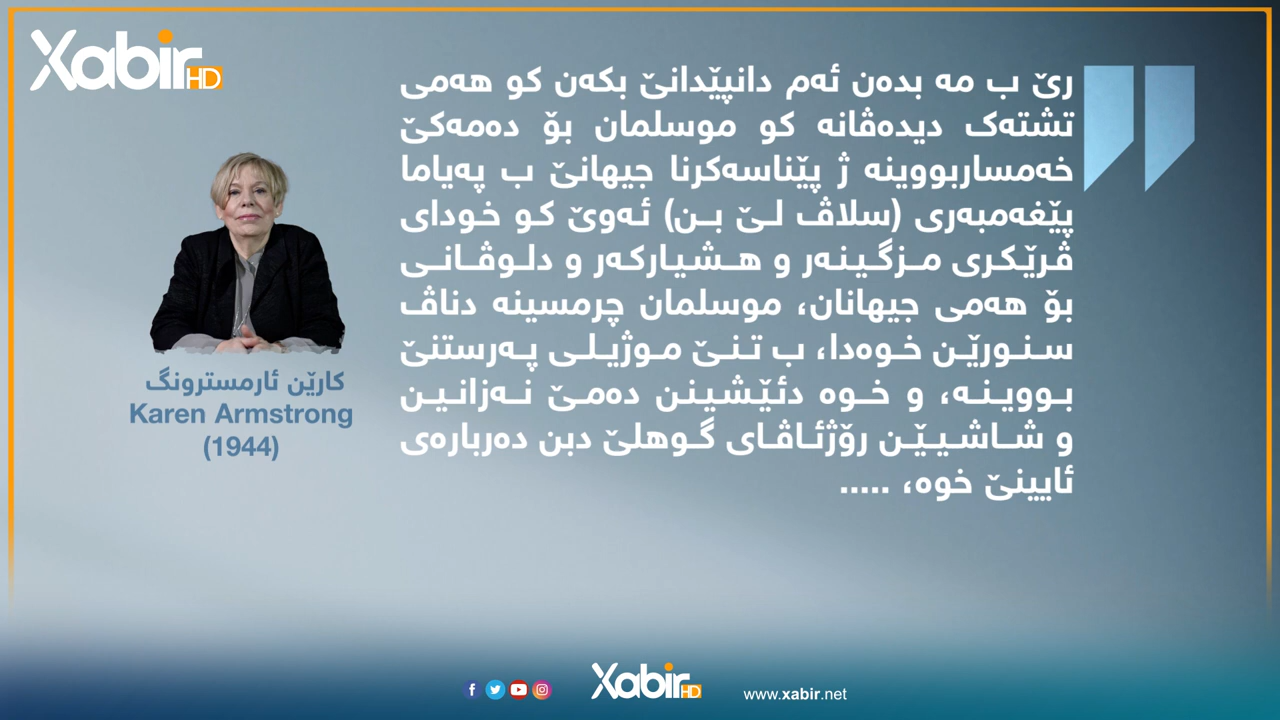 Xabir HD
رێ ب مە بدەن ئەم دانپێدانێ بکەن کو هەمی
تشتەک دیدەڤانە کو موسلمان بۆ دەمەکێ
خەمساربووینە ژ پێناسەکرنا جیهانێ ب پەیاما
پێغەمبەری (سلاڤ لێ بن) ئەوێ کو خودای
ڤرێکری مزگینەر و هشیارکەر و دلوڤانی
بۆ هەمی جیهانان، موسلمان چرمسینە دناڤ
سنورێن خوەدا، ب تنێ موژیلی پەرستنێ
بووینە، و خوە دئێشینن دەمێ نەزانین
و شاشیێن رۆژئاڤای گوهلێ دبن دەربارەی
ئایینێ خوە، .....
کارێن ئارمسترونگ
Karen Armstrong
(1944)
Xabir HD
www.xabir.net